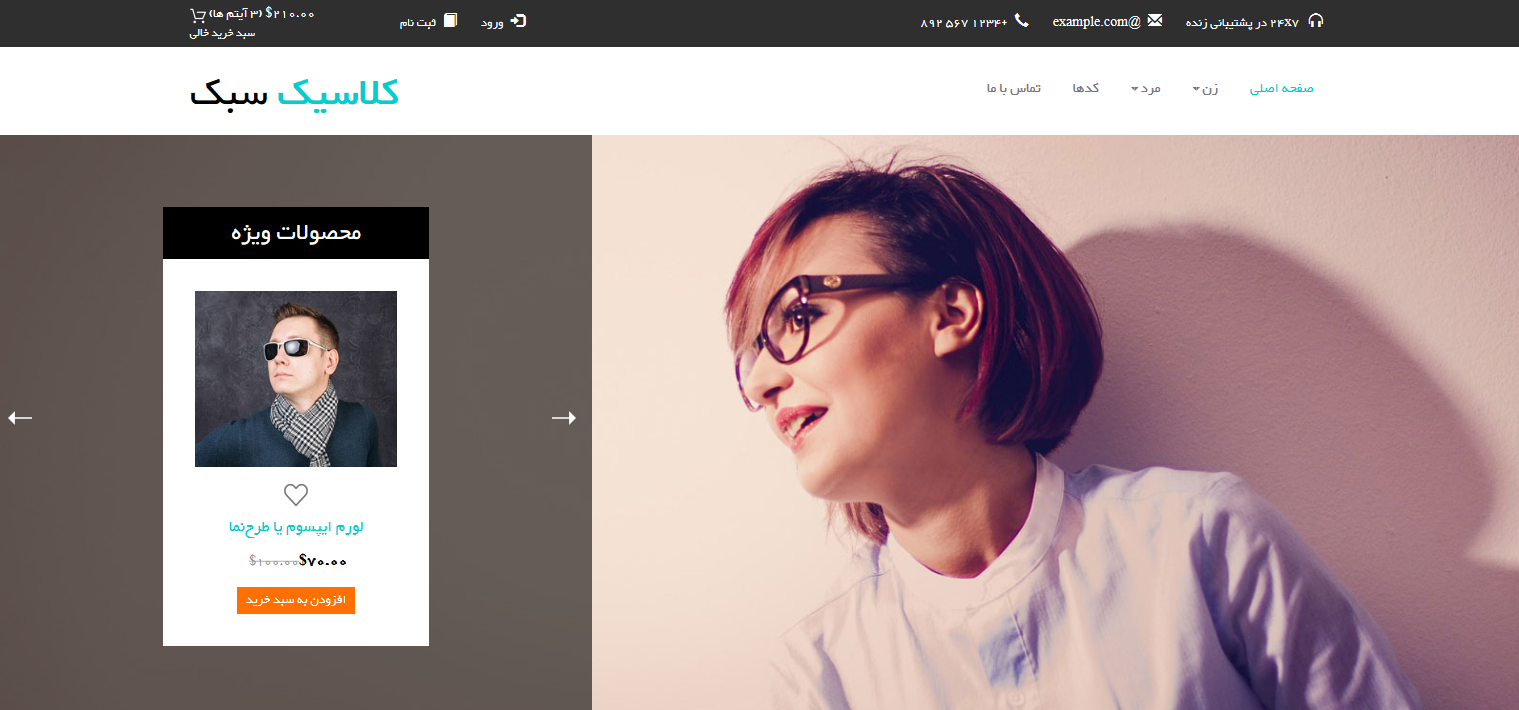 ۲۴x۷ در پشتیبانی زنده
@example.com
+۱۲۳۴ ۵۶۷ ۸۹۲
ورود
ثبت نام
$۲۱۰.۰۰ (۳ آیتم ها)
سبد خرید خالی
صفحه اصلی
زن
مرد
کدها
تماس با ما
کلاسیک سبک
محصولات ویژه
لورم ایپسوم یا طرح‌نما
$۱۰۰.۰۰ $۷۰.۰۰
افزودن به سبد خرید